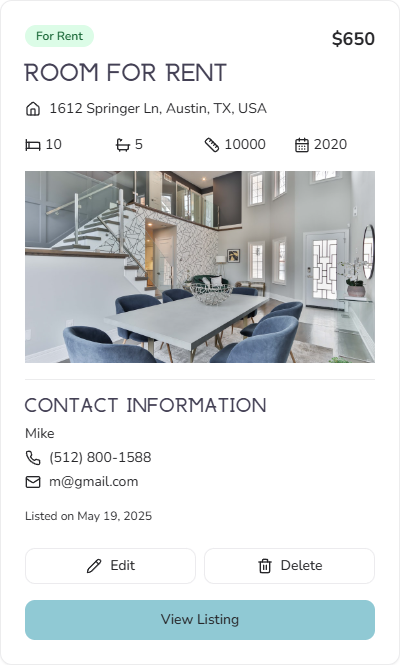 For Rent
$650
ROOM FOR RENT
1612 Springer Ln, Austin, TX, USA
10 5 10000 2020
CONTACT INFORMATION
Mike
(512) 800-1588
m@gmail.com
Listed on May 19, 2025
Edit Delete
View Listing